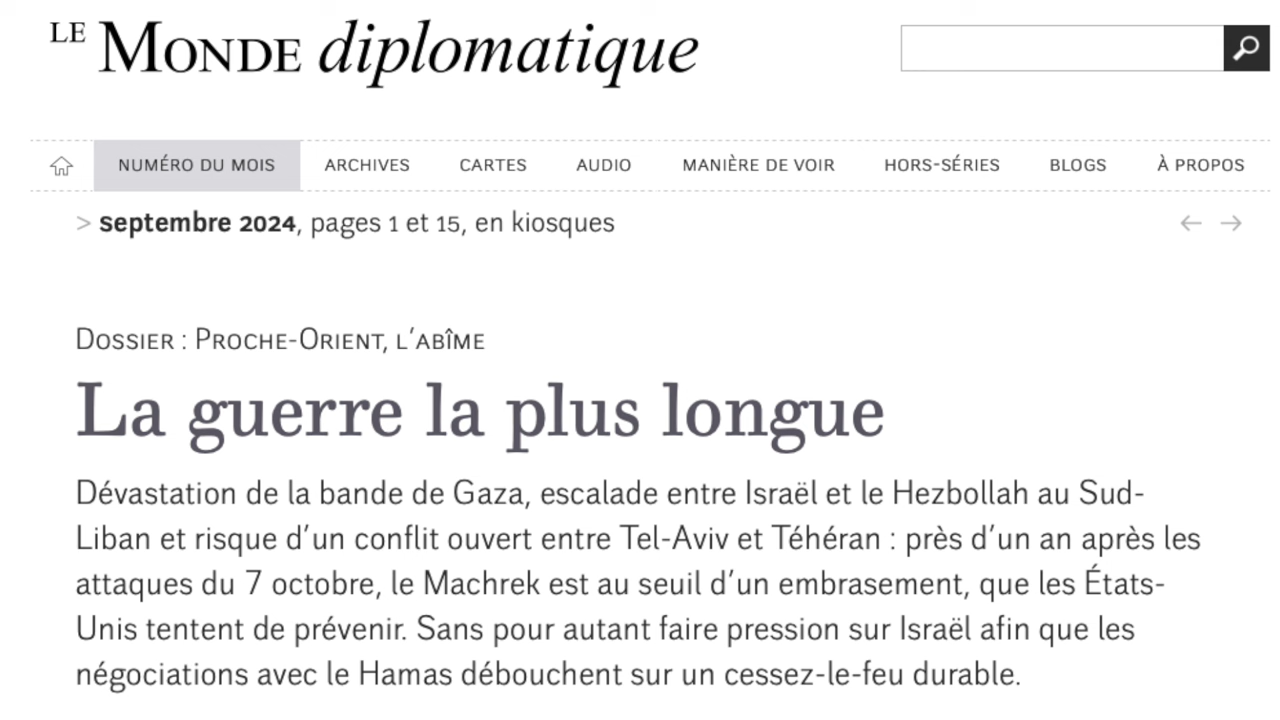 LE MONDE diplomatique
NUMÉRO DU MOIS ARCHIVES CARTES AUDIO MANIÈRE DE VOIR HORS-SÉRIES BLOGS À PROPOS
> septembre 2024, pages 1 et 15, en kiosques ← →
DOSSIER : PROCHE-ORIENT, L’ABÎME
La guerre la plus longue
Dévastation de la bande de Gaza, escalade entre Israël et le Hezbollah au Sud-
Liban et risque d’un conflit ouvert entre Tel-Aviv et Téhéran : près d’un an après les
attaques du 7 octobre, le Machrek est au seuil d’un embrasement, que les États-
Unis tentent de prévenir. Sans pour autant faire pression sur Israël afin que les
négociations avec le Hamas débouchent sur un cessez-le-feu durable.